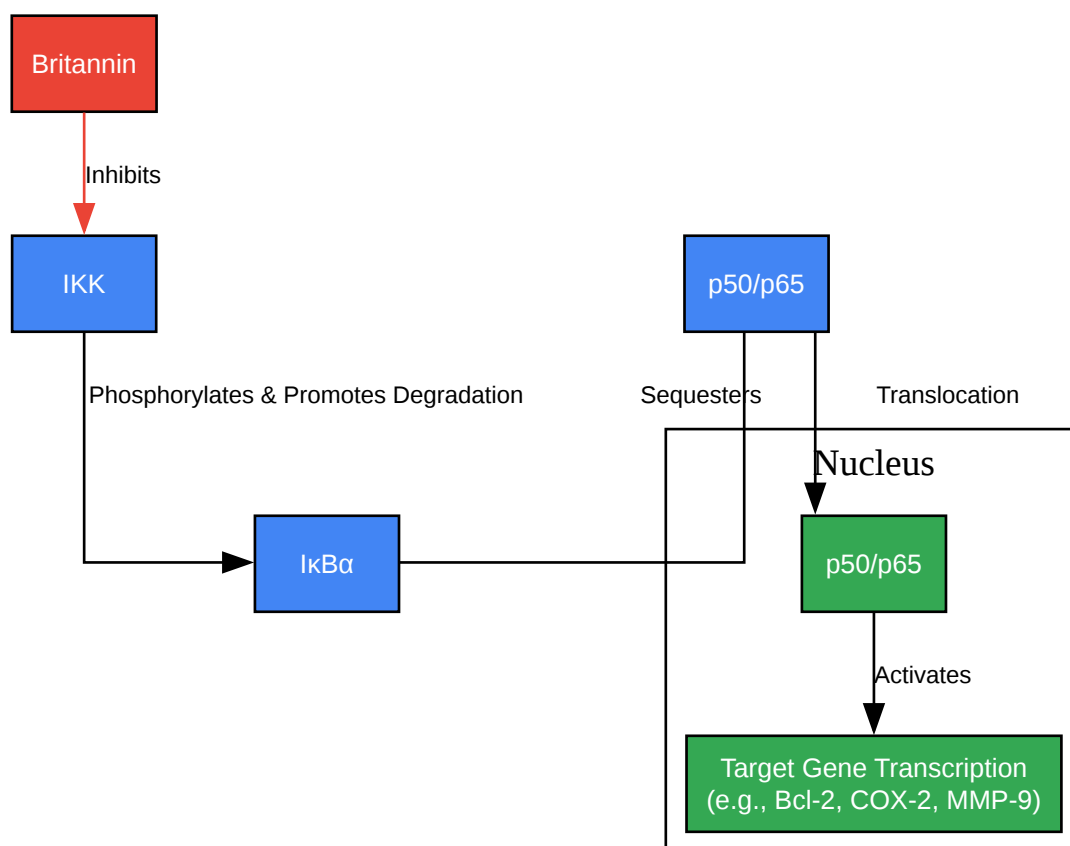 Britannin
Inhibits
IKK
p50/p65
Phosphorylates & Promotes Degradation
Sequesters
Translocation
Nucleus
IκBα
p50/p65
Activates
Target Gene Transcription
(e.g., Bcl-2, COX-2, MMP-9)